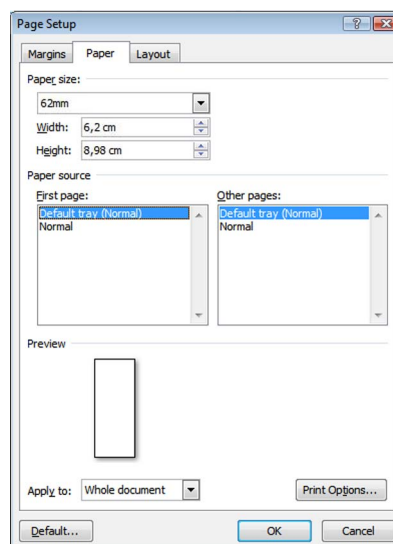 Page Setup
Margins Paper Layout
Paper size:
62mm
Width: 6,2 cm
Height: 8,98 cm
Paper source
First page: Other pages:
Default tray (Normal) Default tray (Normal)
Normal Normal
Preview
Apply to: Whole document Print Options...
Default... OK Cancel